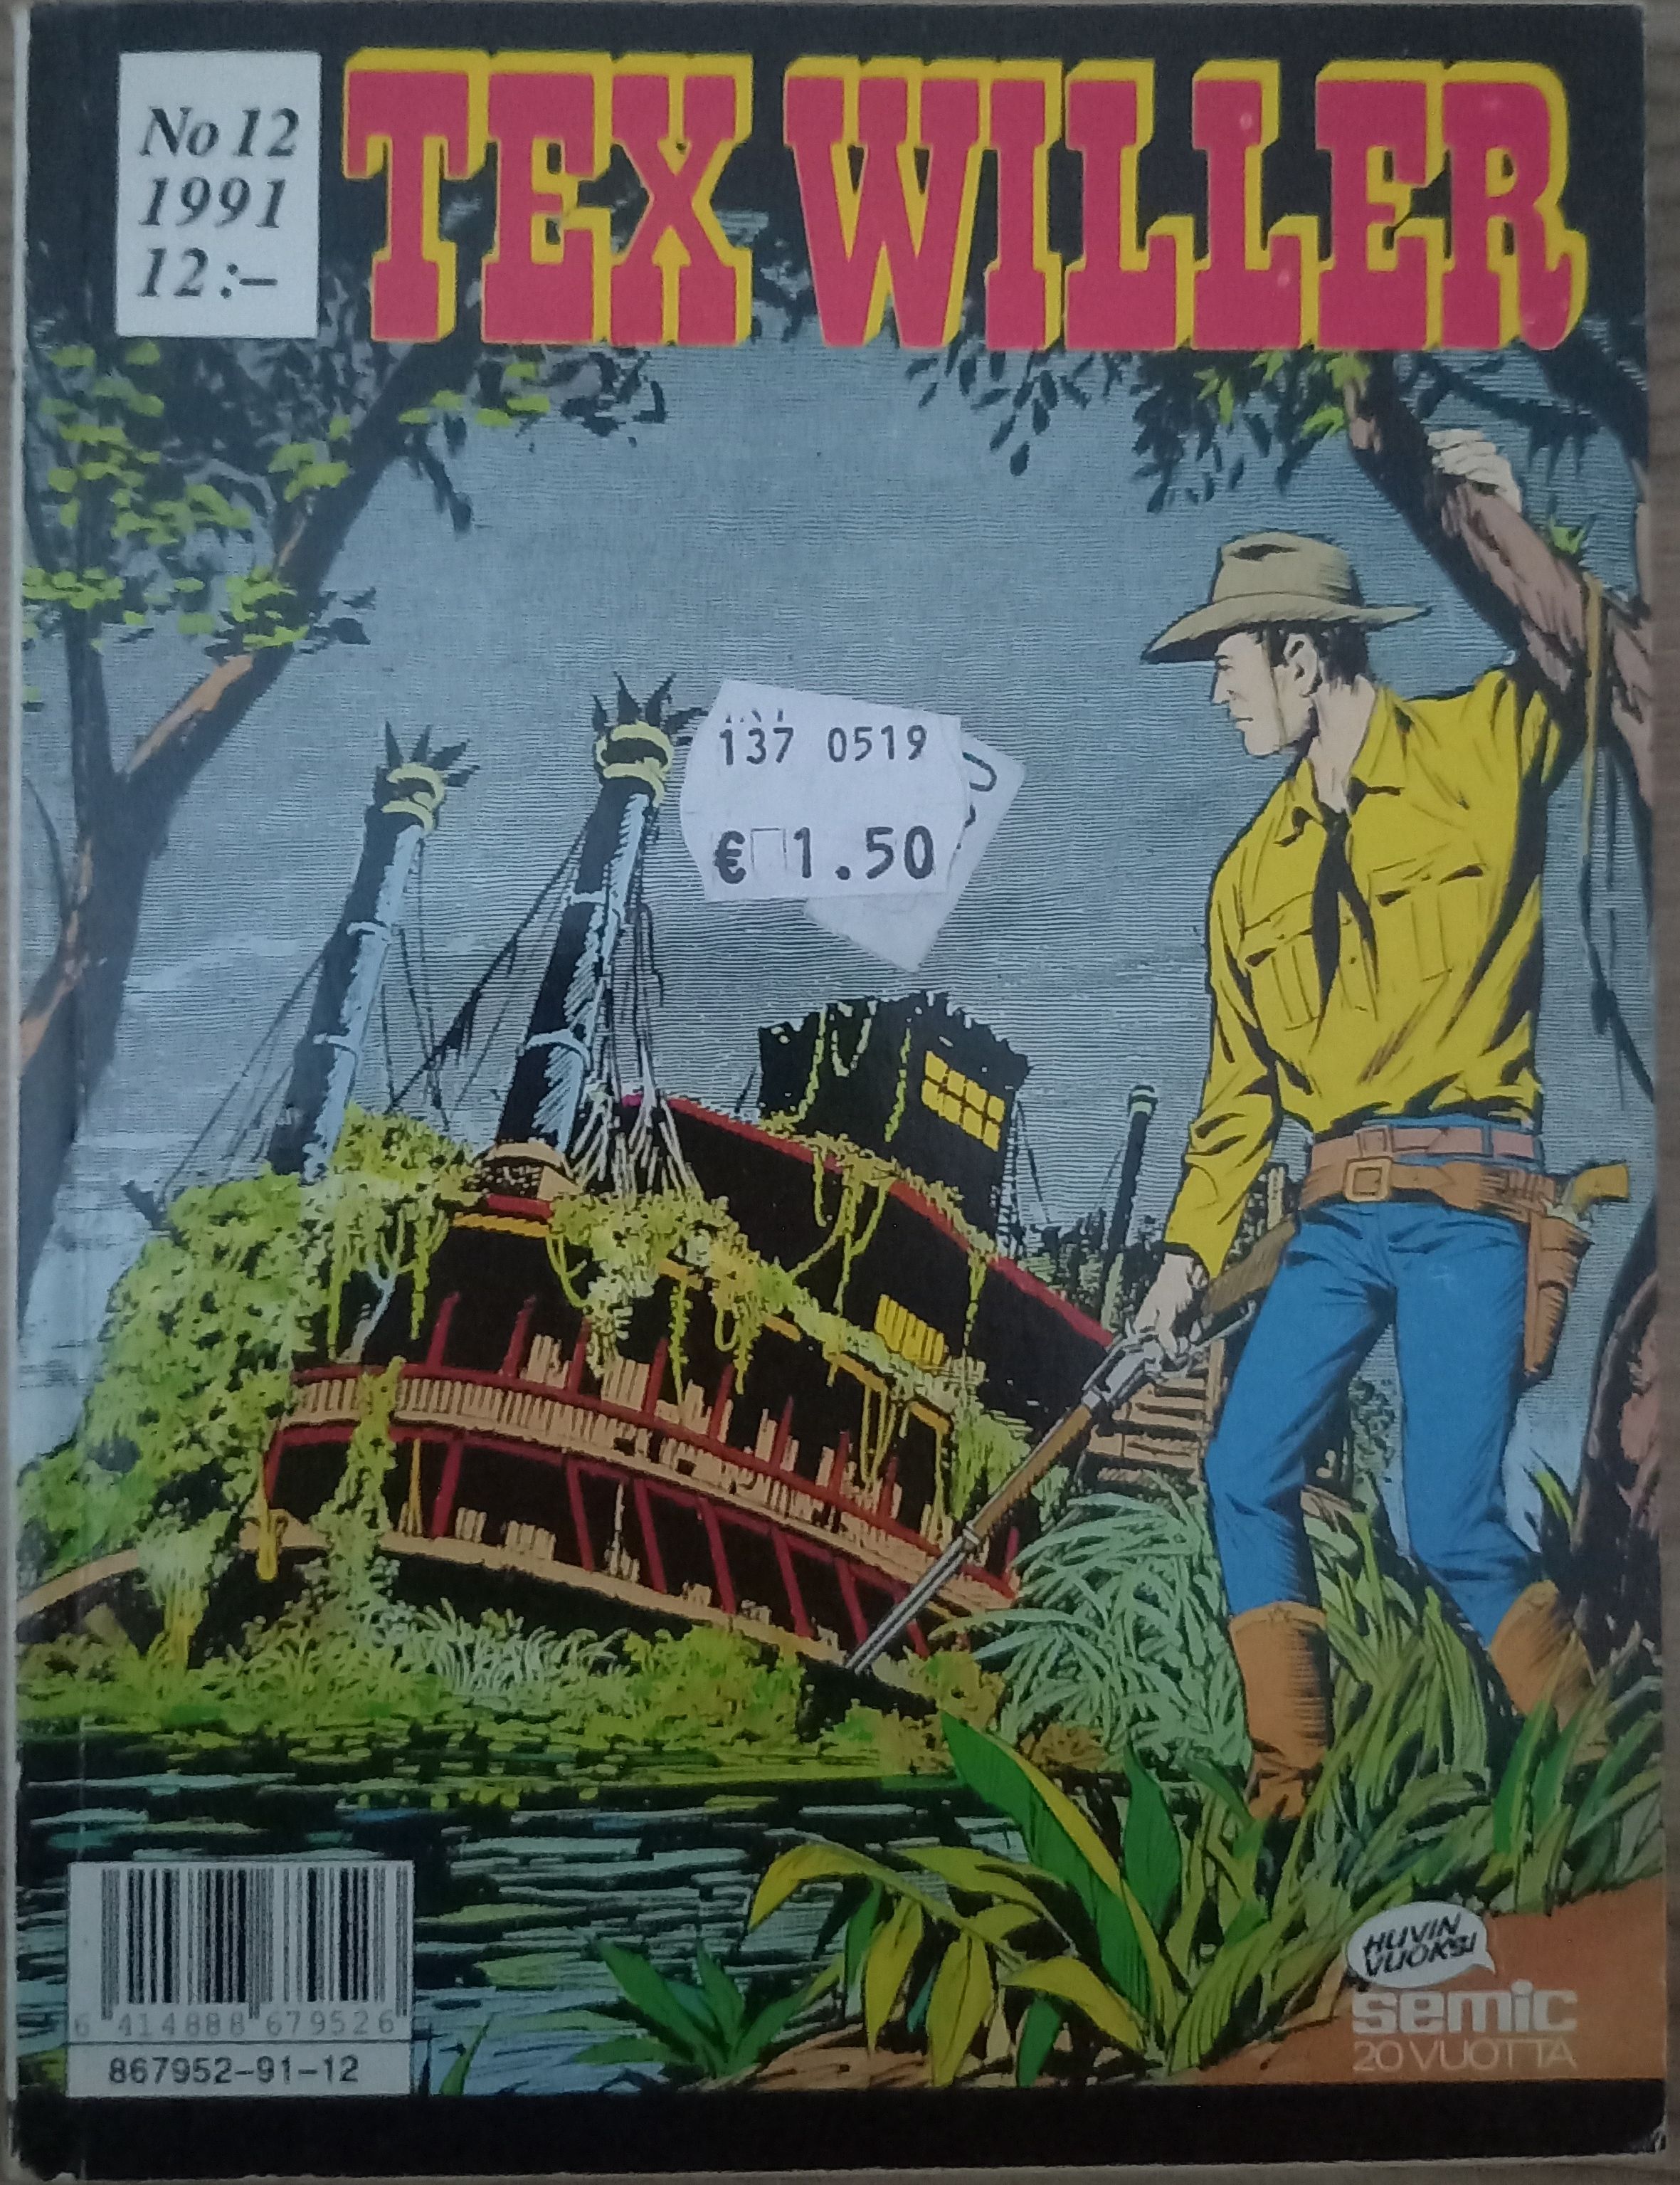 No 12
1991
12:–
TEX WILLER
137 0519
€ 1.50
HUVIN
VUOKSI
semic
20 VUOTTA
6 414888 679526
867952-91-12